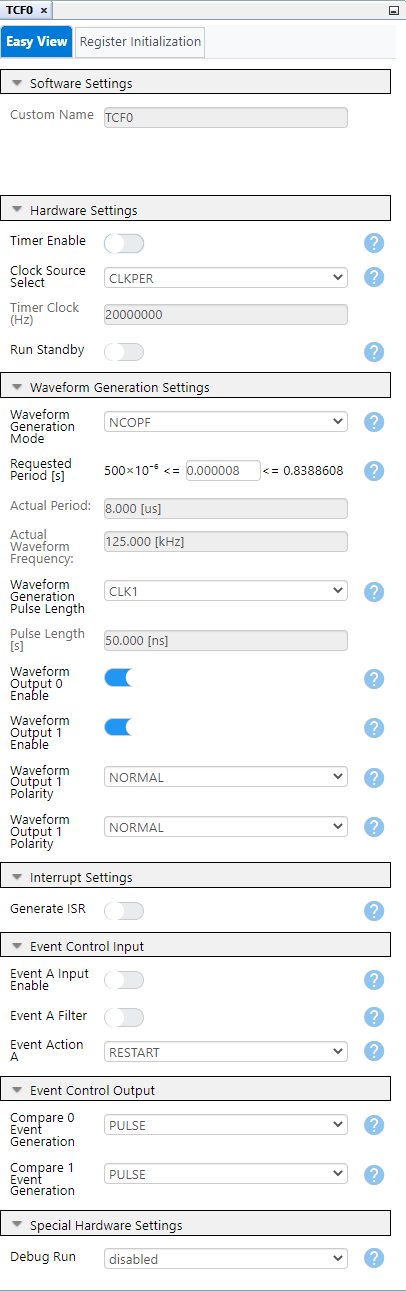 TCF0 ×
Easy View Register Initialization
Software Settings
Custom Name TCF0
Hardware Settings
Timer Enable ?
Clock Source
Select CLKPER ?
Timer Clock
(Hz) 20000000
Run Standby ?
Waveform Generation Settings
Waveform
Generation
Mode NCOPF ?
Requested
Period [s] 500×10⁻⁶ <= 0.000008 <= 0.8388608 ?
Actual Period: 8.000 [us]
Actual
Waveform
Frequency: 125.000 [kHz]
Waveform
Generation
Pulse Length CLK1 ?
Pulse Length
[s] 50.000 [ns]
Waveform
Output 0
Enable ?
Waveform
Output 1
Enable ?
Waveform
Output 1
Polarity NORMAL ?
Waveform
Output 1
Polarity NORMAL ?
Interrupt Settings
Generate ISR ?
Event Control Input
Event A Input
Enable ?
Event A Filter ?
Event Action
A RESTART ?
Event Control Output
Compare 0
Event
Generation PULSE ?
Compare 1
Event
Generation PULSE ?
Special Hardware Settings
Debug Run disabled ?